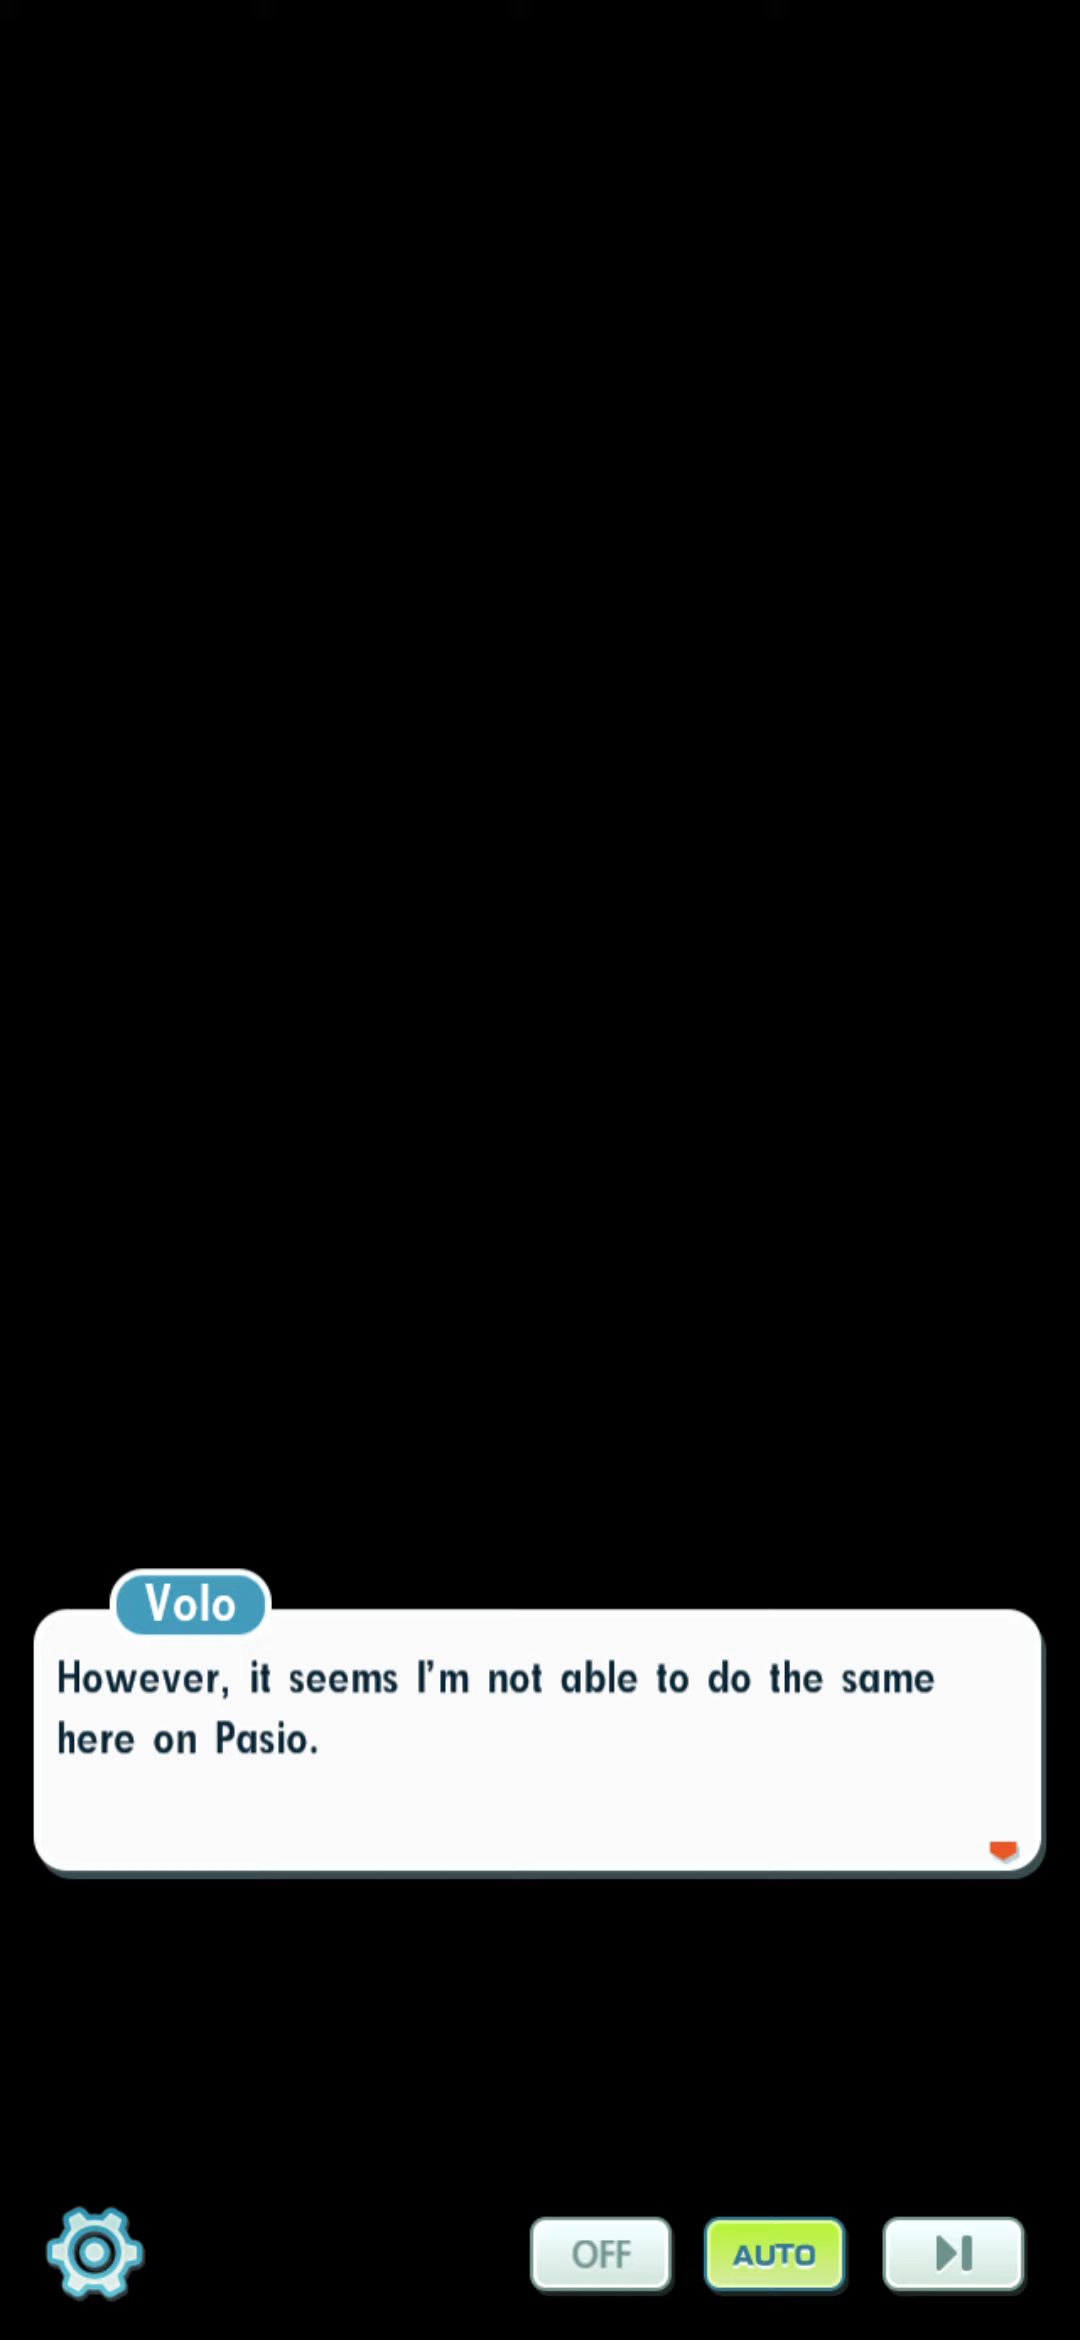 Volo
However, it seems I'm not able to do the same
here on Pasio.
OFF
AUTO